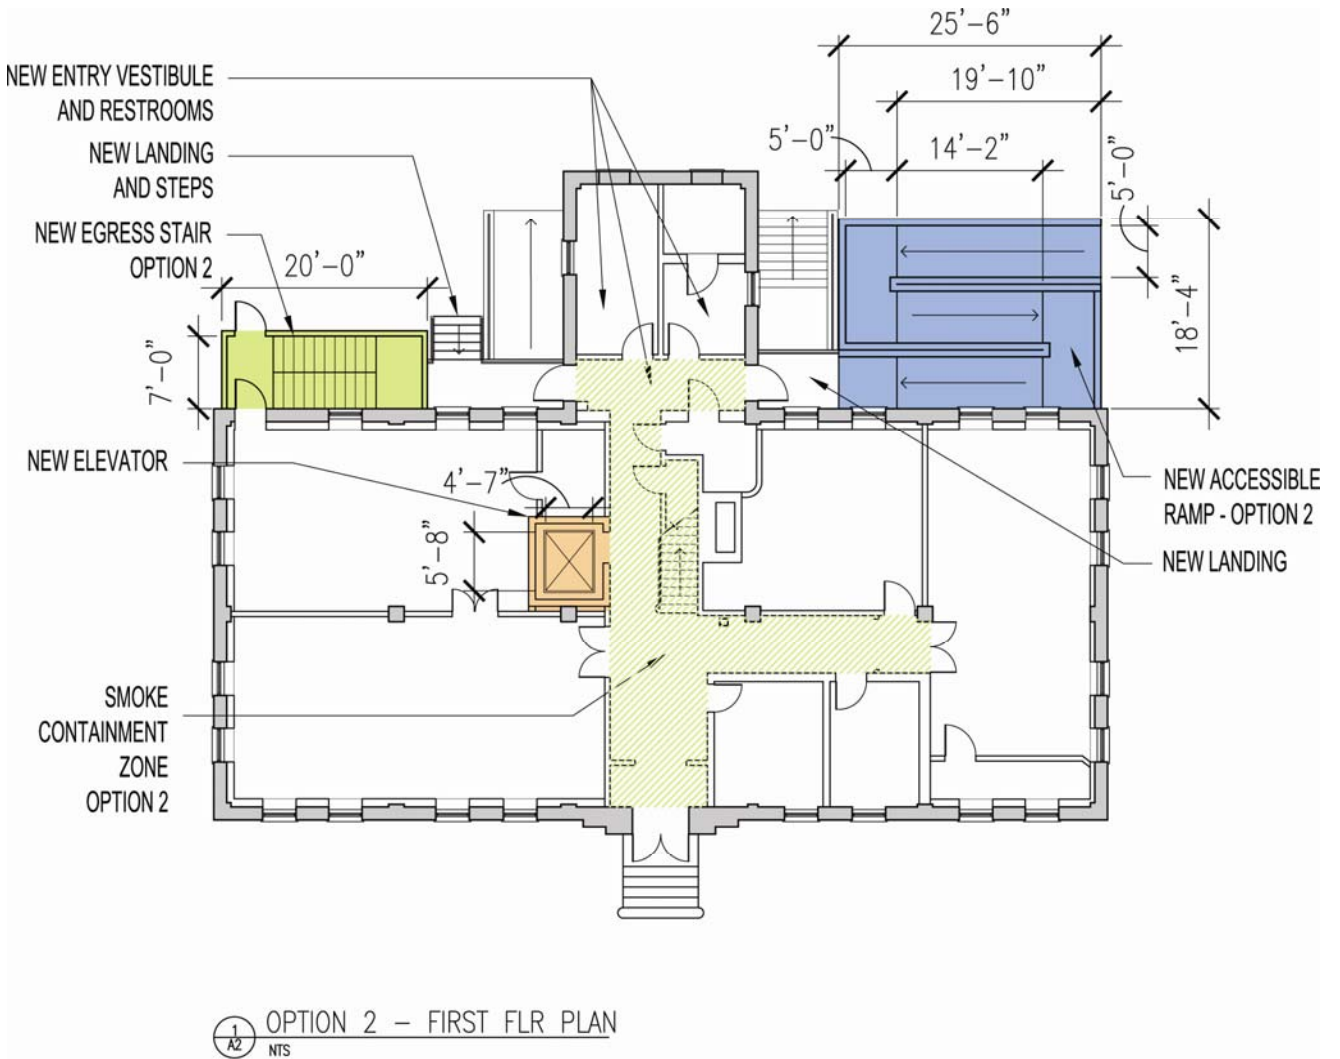 25’-6”
19’-10”
5’-0”
14’-2”
5’-0”
18’-4”
NEW ENTRY VESTIBULE
AND RESTROOMS
NEW LANDING
AND STEPS
NEW EGRESS STAIR
OPTION 2
20’-0”
7’-0”
NEW ELEVATOR
4’-7”
5’-8”
NEW ACCESSIBLE
RAMP - OPTION 2
NEW LANDING
SMOKE
CONTAINMENT
ZONE
OPTION 2
1
A2
OPTION 2 – FIRST FLR PLAN
NTS